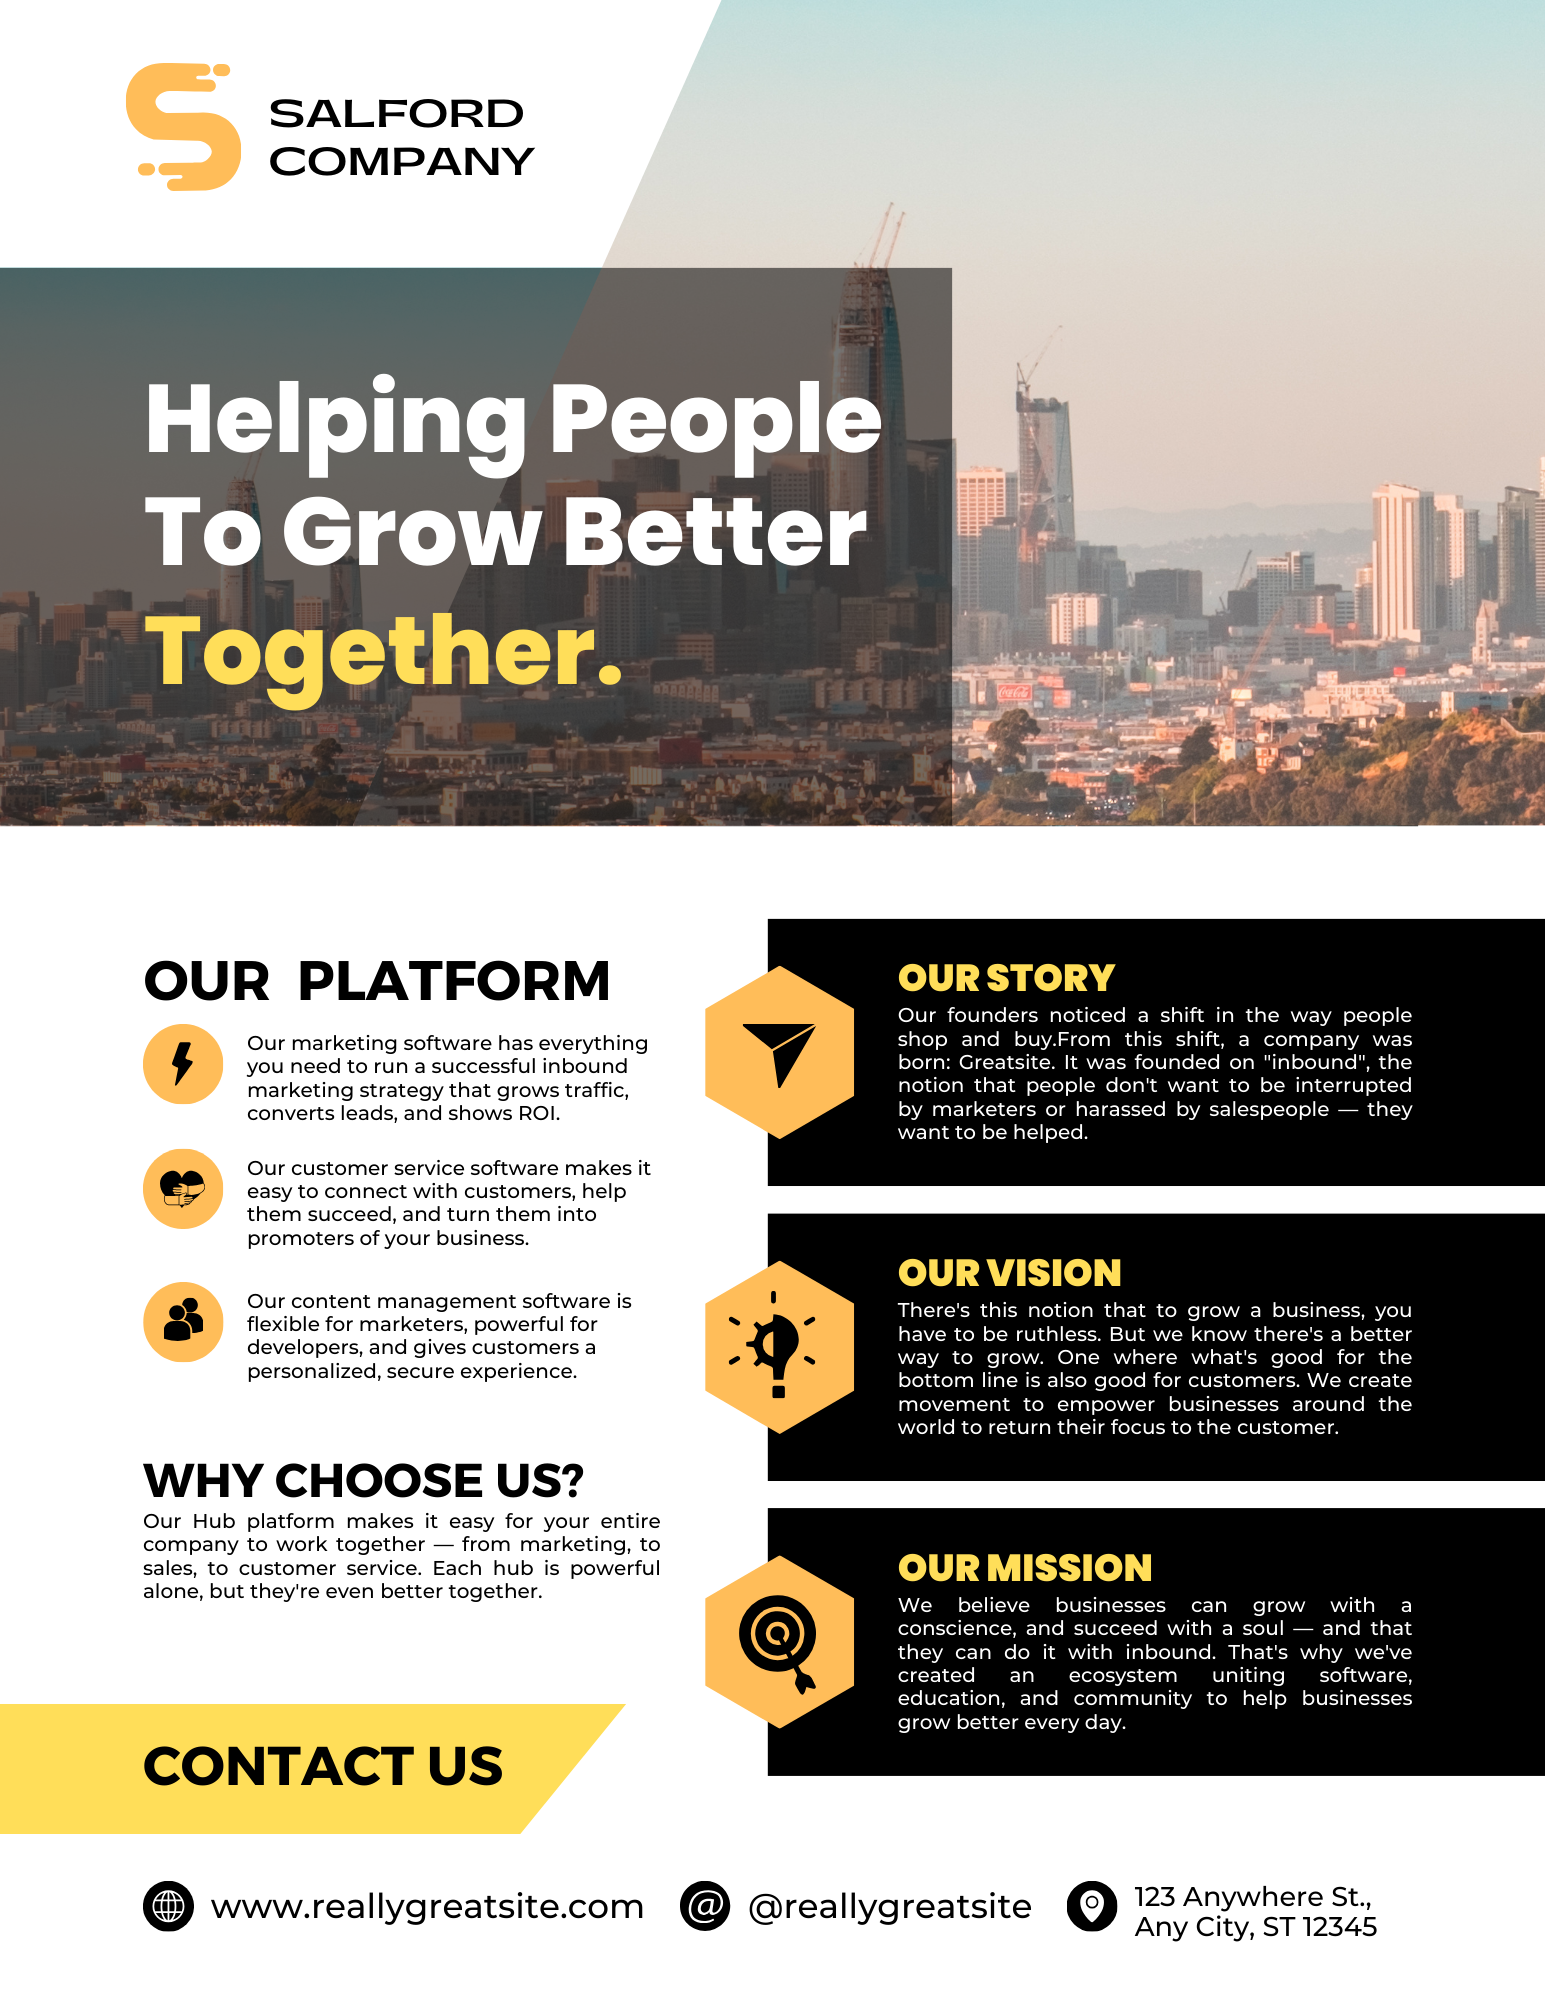 SALFORD
COMPANY
Helping People
To Grow Better
Together.
OUR PLATFORM
Our marketing software has everything
you need to run a successful inbound
marketing strategy that grows traffic,
converts leads, and shows ROI.
Our customer service software makes it
easy to connect with customers, help
them succeed, and turn them into
promoters of your business.
Our content management software is
flexible for marketers, powerful for
developers, and gives customers a
personalized, secure experience.
WHY CHOOSE US?
Our Hub platform makes it easy for your entire
company to work together — from marketing, to
sales, to customer service. Each hub is powerful
alone, but they're even better together.
OUR STORY
Our founders noticed a shift in the way people
shop and buy.From this shift, a company was
born: Greatsite. It was founded on "inbound", the
notion that people don't want to be interrupted
by marketers or harassed by salespeople — they
want to be helped.
OUR VISION
There's this notion that to grow a business, you
have to be ruthless. But we know there's a better
way to grow. One where what's good for the
bottom line is also good for customers. We create
movement to empower businesses around the
world to return their focus to the customer.
OUR MISSION
We believe businesses can grow with a
conscience, and succeed with a soul — and that
they can do it with inbound. That's why we've
created an ecosystem uniting software,
education, and community to help businesses
grow better every day.
CONTACT US
www.reallygreatsite.com
@reallygreatsite
123 Anywhere St.,
Any City, ST 12345
Coca-Cola